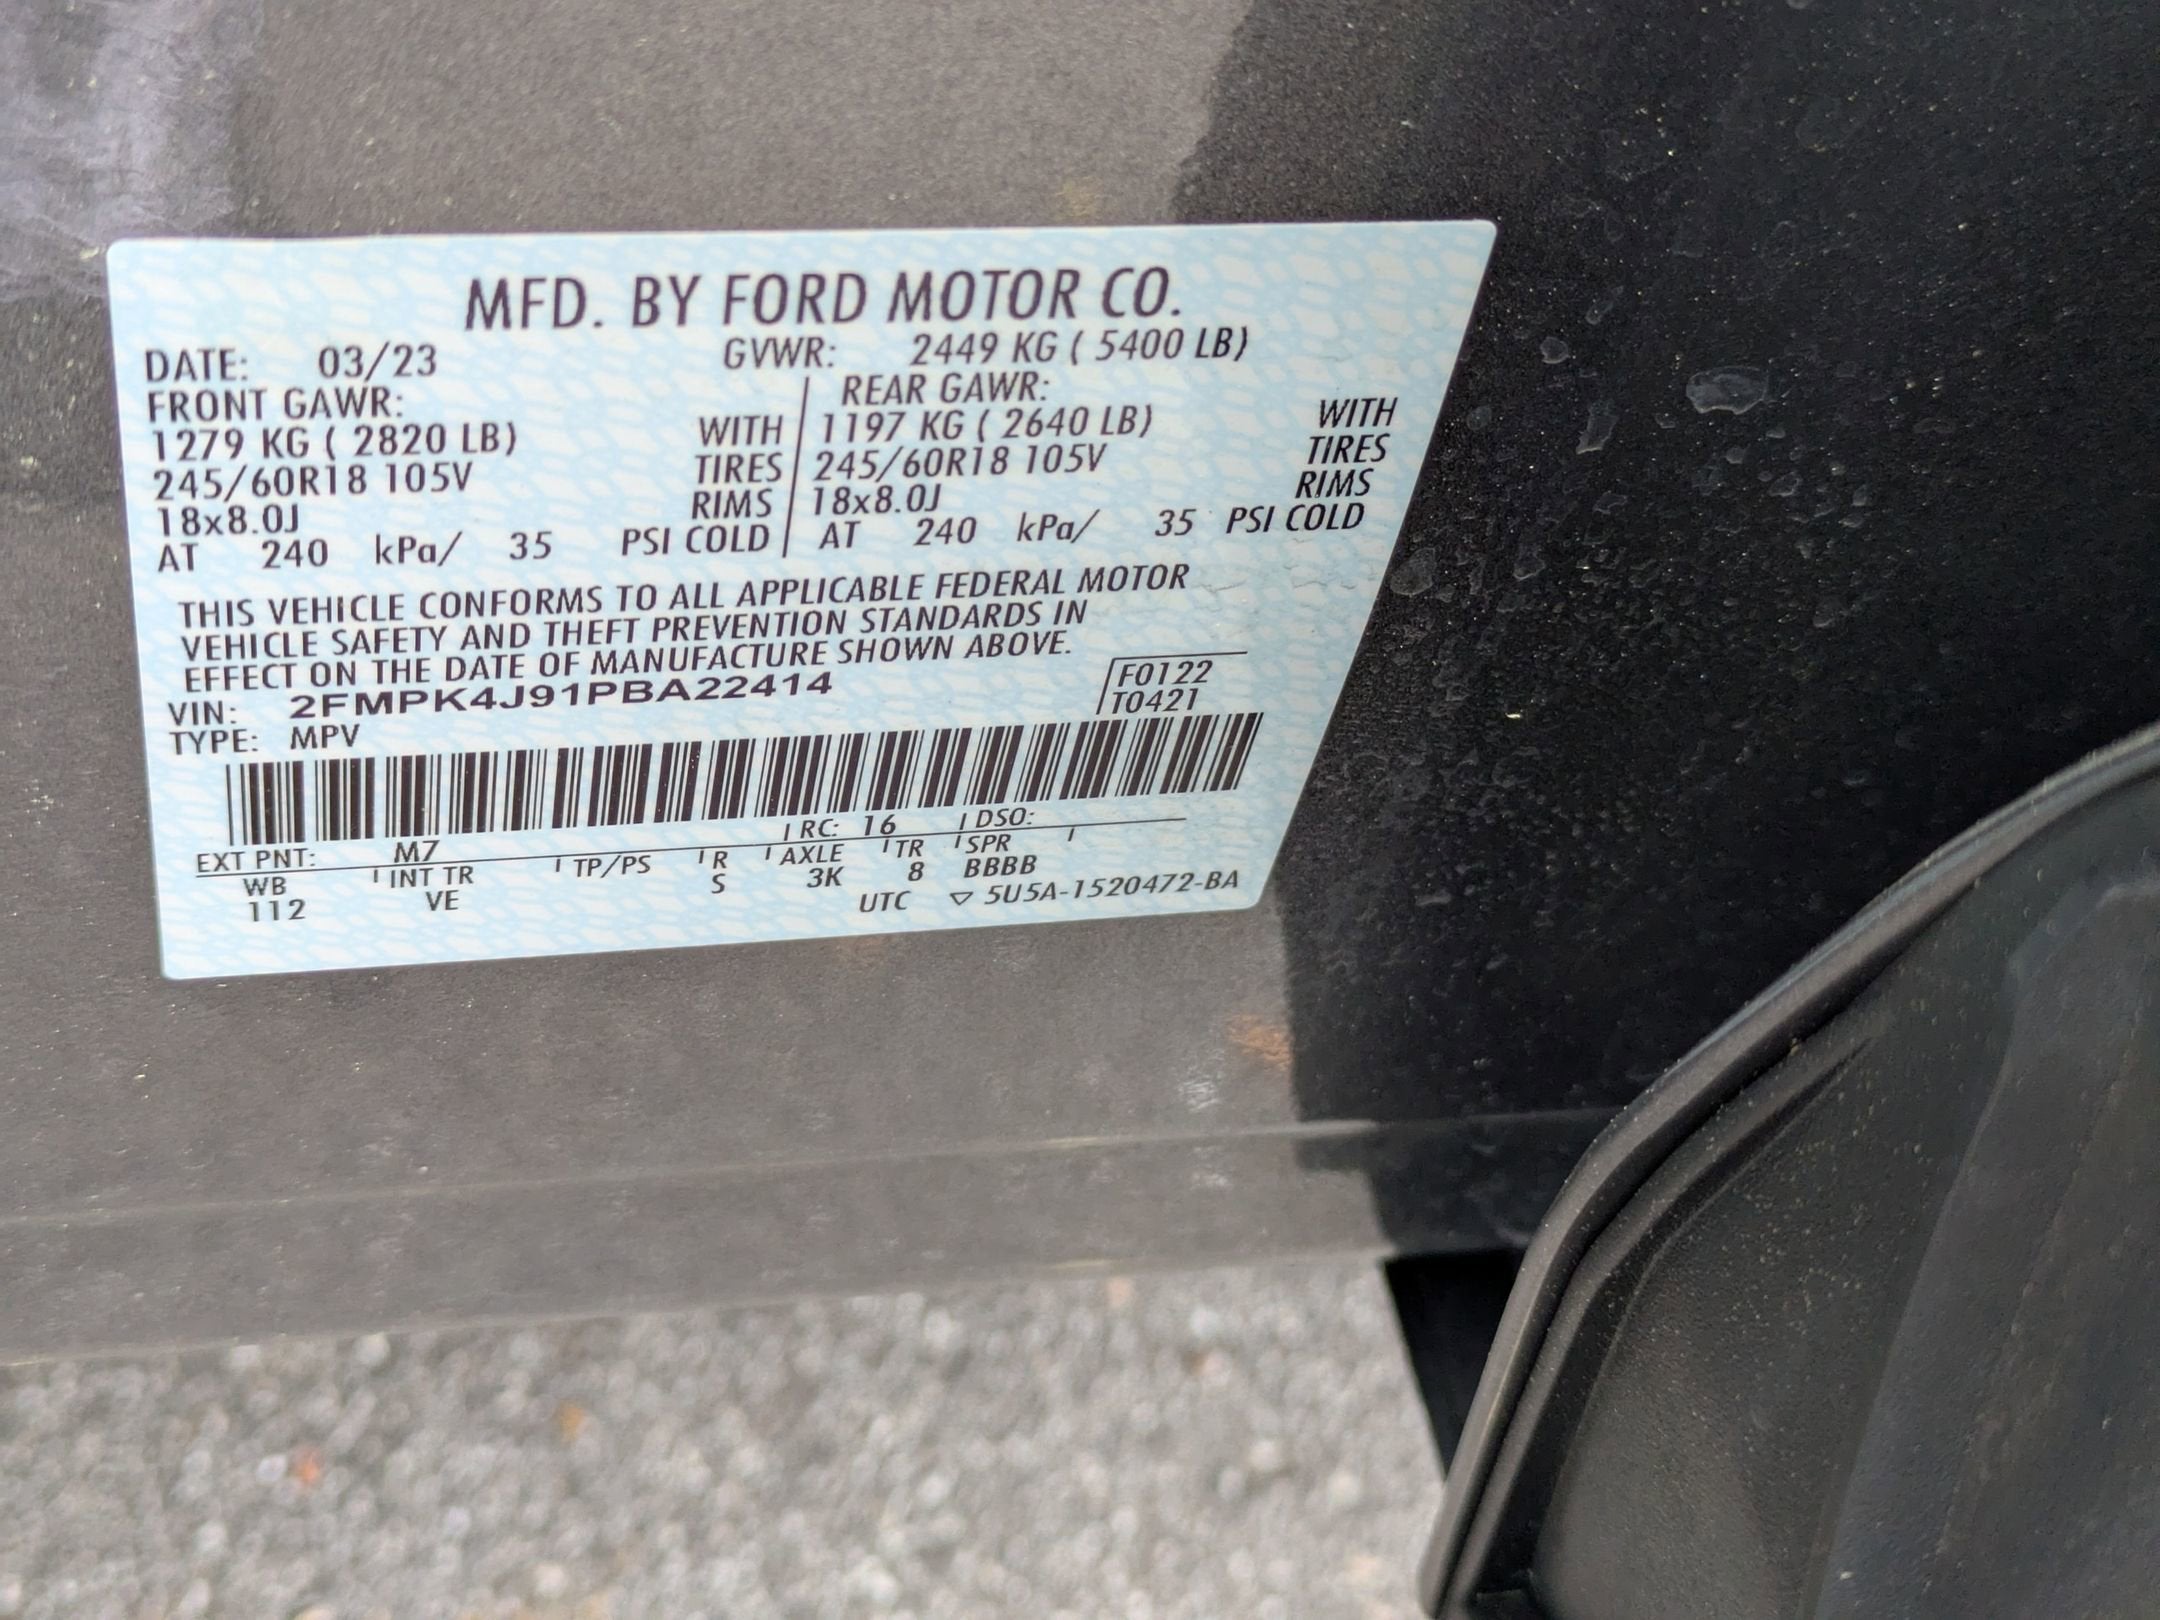 MFD. BY FORD MOTOR CO.
DATE: 03/23 GVWR: 2449 KG ( 5400 LB)
FRONT GAWR: REAR GAWR:
1279 KG ( 2820 LB) WITH 1197 KG ( 2640 LB) WITH
245/60R18 105V TIRES 245/60R18 105V TIRES
18x8.0J RIMS 18x8.0J RIMS
AT 240 kPa/ 35 PSI COLD AT 240 kPa/ 35 PSI COLD
THIS VEHICLE CONFORMS TO ALL APPLICABLE FEDERAL MOTOR
VEHICLE SAFETY AND THEFT PREVENTION STANDARDS IN
EFFECT ON THE DATE OF MANUFACTURE SHOWN ABOVE.
VIN: 2FMPK4J91PBA22414 F0122
TYPE: MPV T0421
EXT PNT: M7 RC: 16 DSO:
WB INT TR TP/PS R AXLE TR SPR
112 VE S 3K 8 BBBB
UTC ▽ 5U5A-1520472-BA